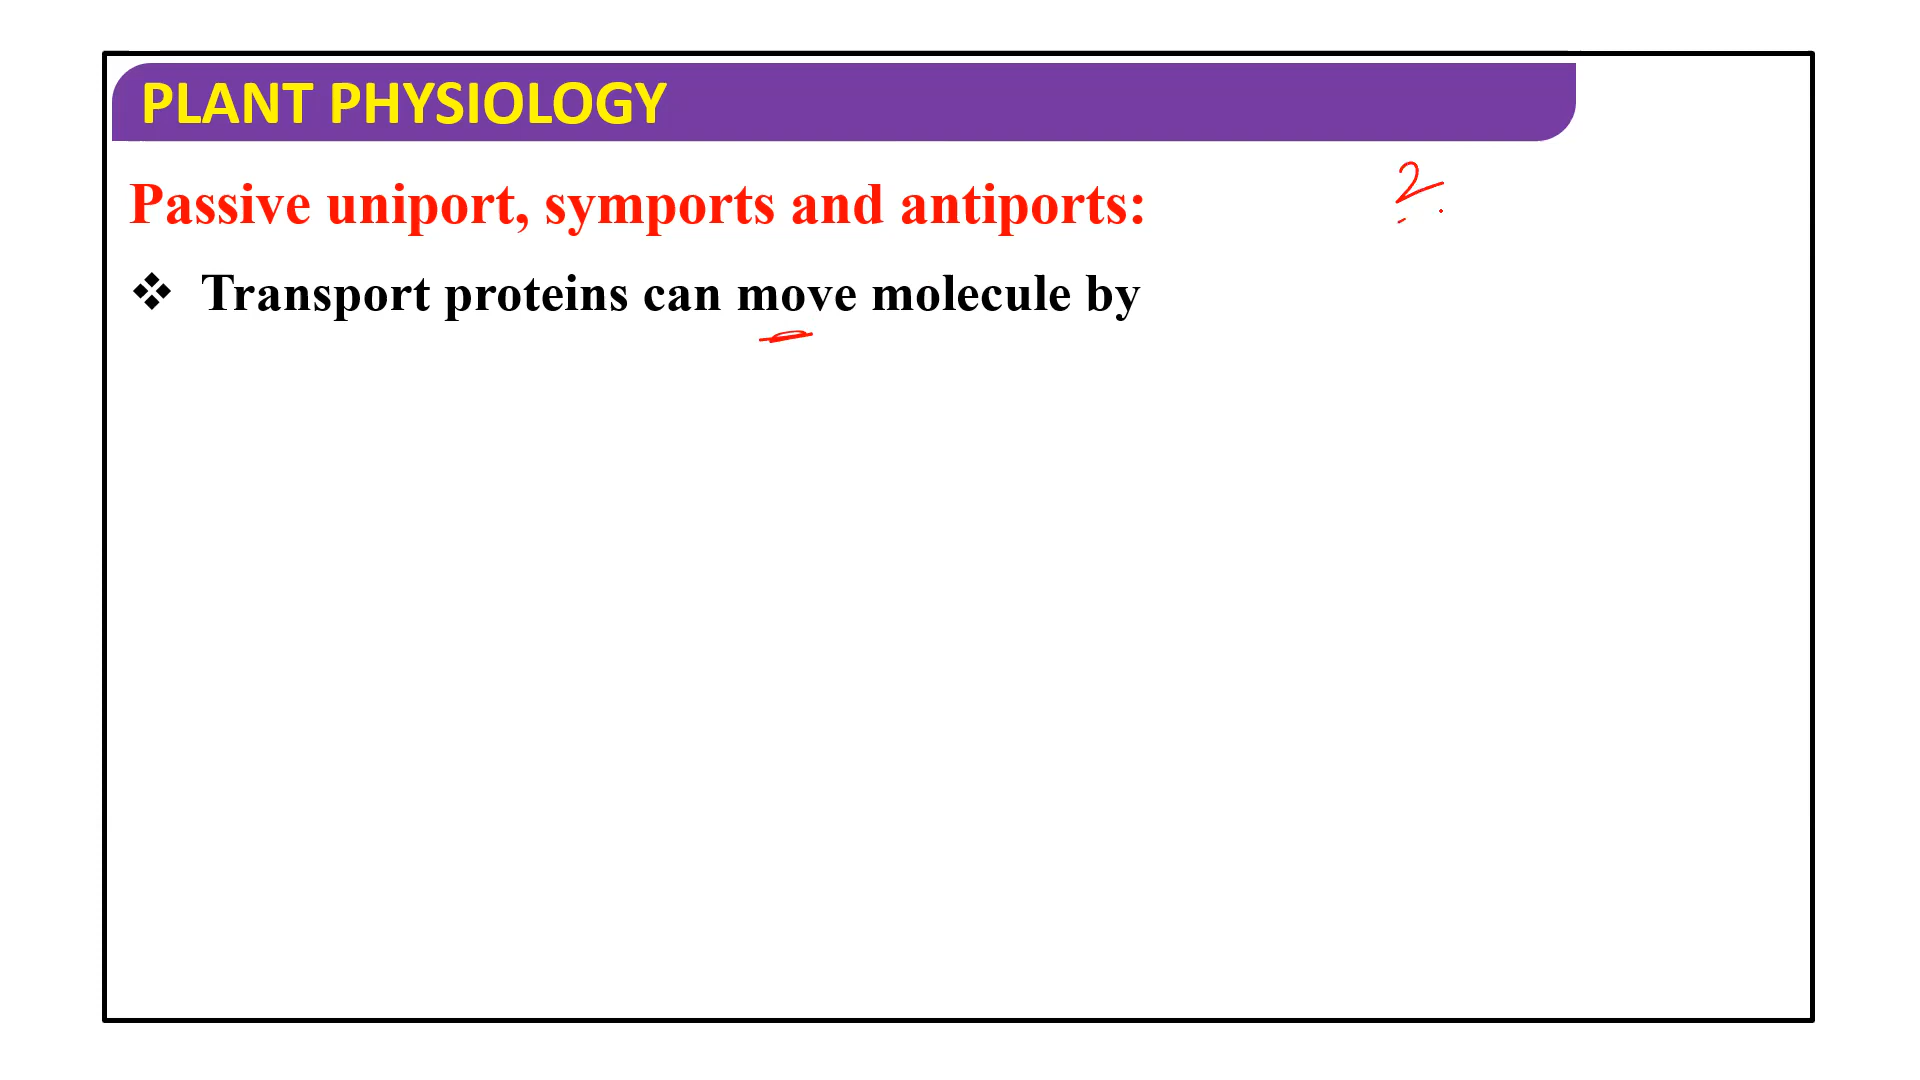 PLANT PHYSIOLOGY
Passive uniport, symports and antiports:
2
❖ Transport proteins can move molecule by